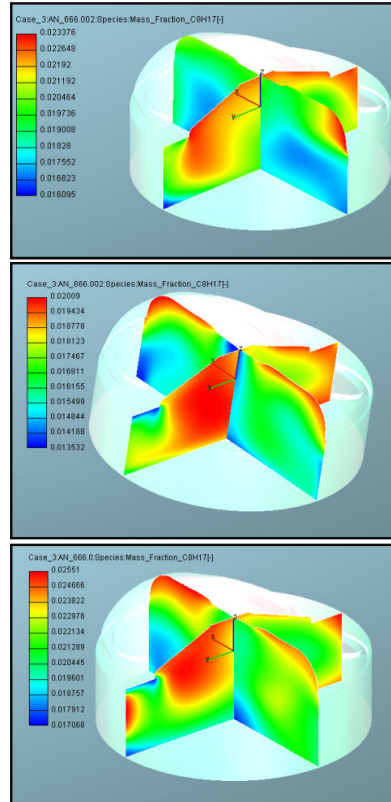 Case_3:AN_666.002:Species:Mass_Fraction_C8H17[-]
0.023376
0.022648
0.02192
0.021192
0.020464
0.019736
0.019008
0.01828
0.017552
0.016823
0.016095
z
x
y
Case_3:AN_666.002:Species:Mass_Fraction_C8H17[-]
0.02009
0.019434
0.018778
0.018123
0.017467
0.016811
0.016155
0.015499
0.014844
0.014188
0.013532
z
x
y
Case_3:AN_666.0:Species:Mass_Fraction_C8H17[-]
0.02551
0.024666
0.023822
0.022978
0.022134
0.021289
0.020445
0.019601
0.018757
0.017912
0.017068
z
x
y